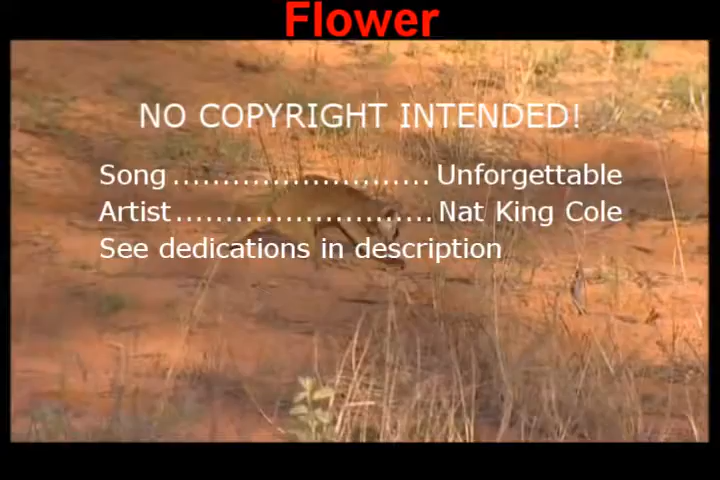 Flower
NO COPYRIGHT INTENDED!
Song.........................Unforgettable
Artist.........................Nat King Cole
See dedications in description